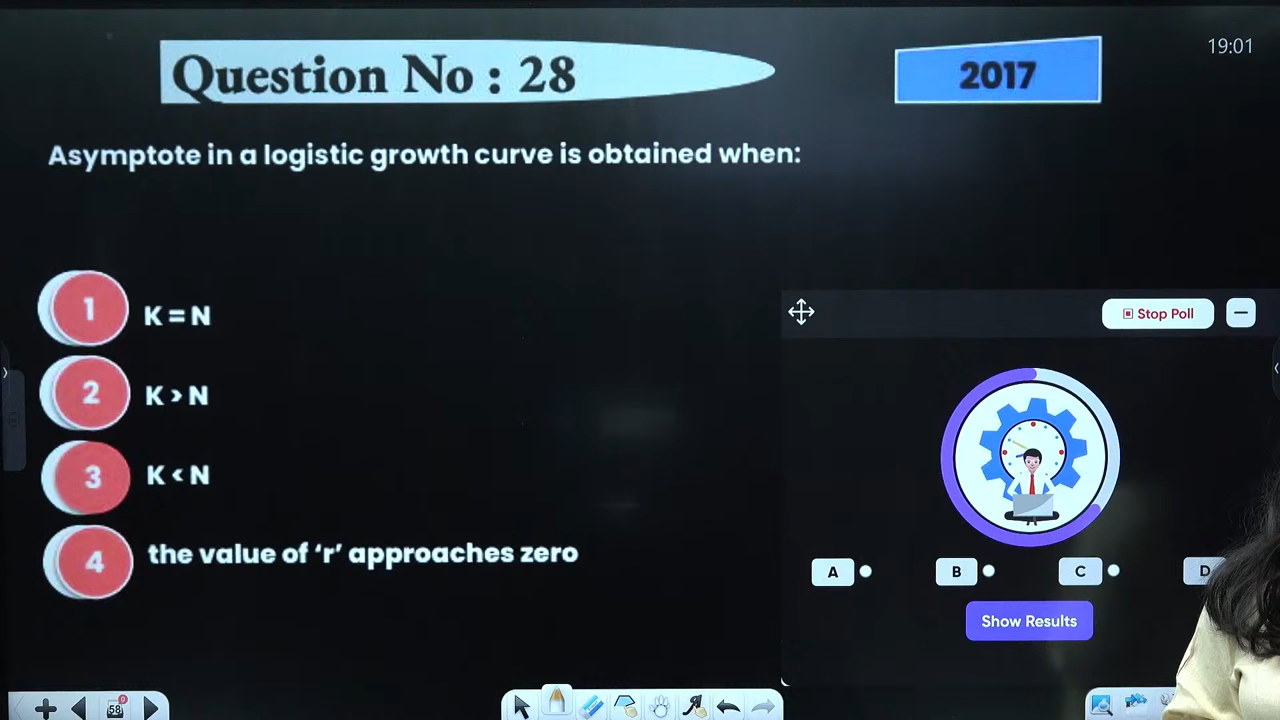 Question No : 28
2017
19:01
Asymptote in a logistic growth curve is obtained when:
1 K = N
2 K > N
3 K < N
4 the value of ‘r’ approaches zero
Stop Poll
A
B
C
D
Show Results
58
0